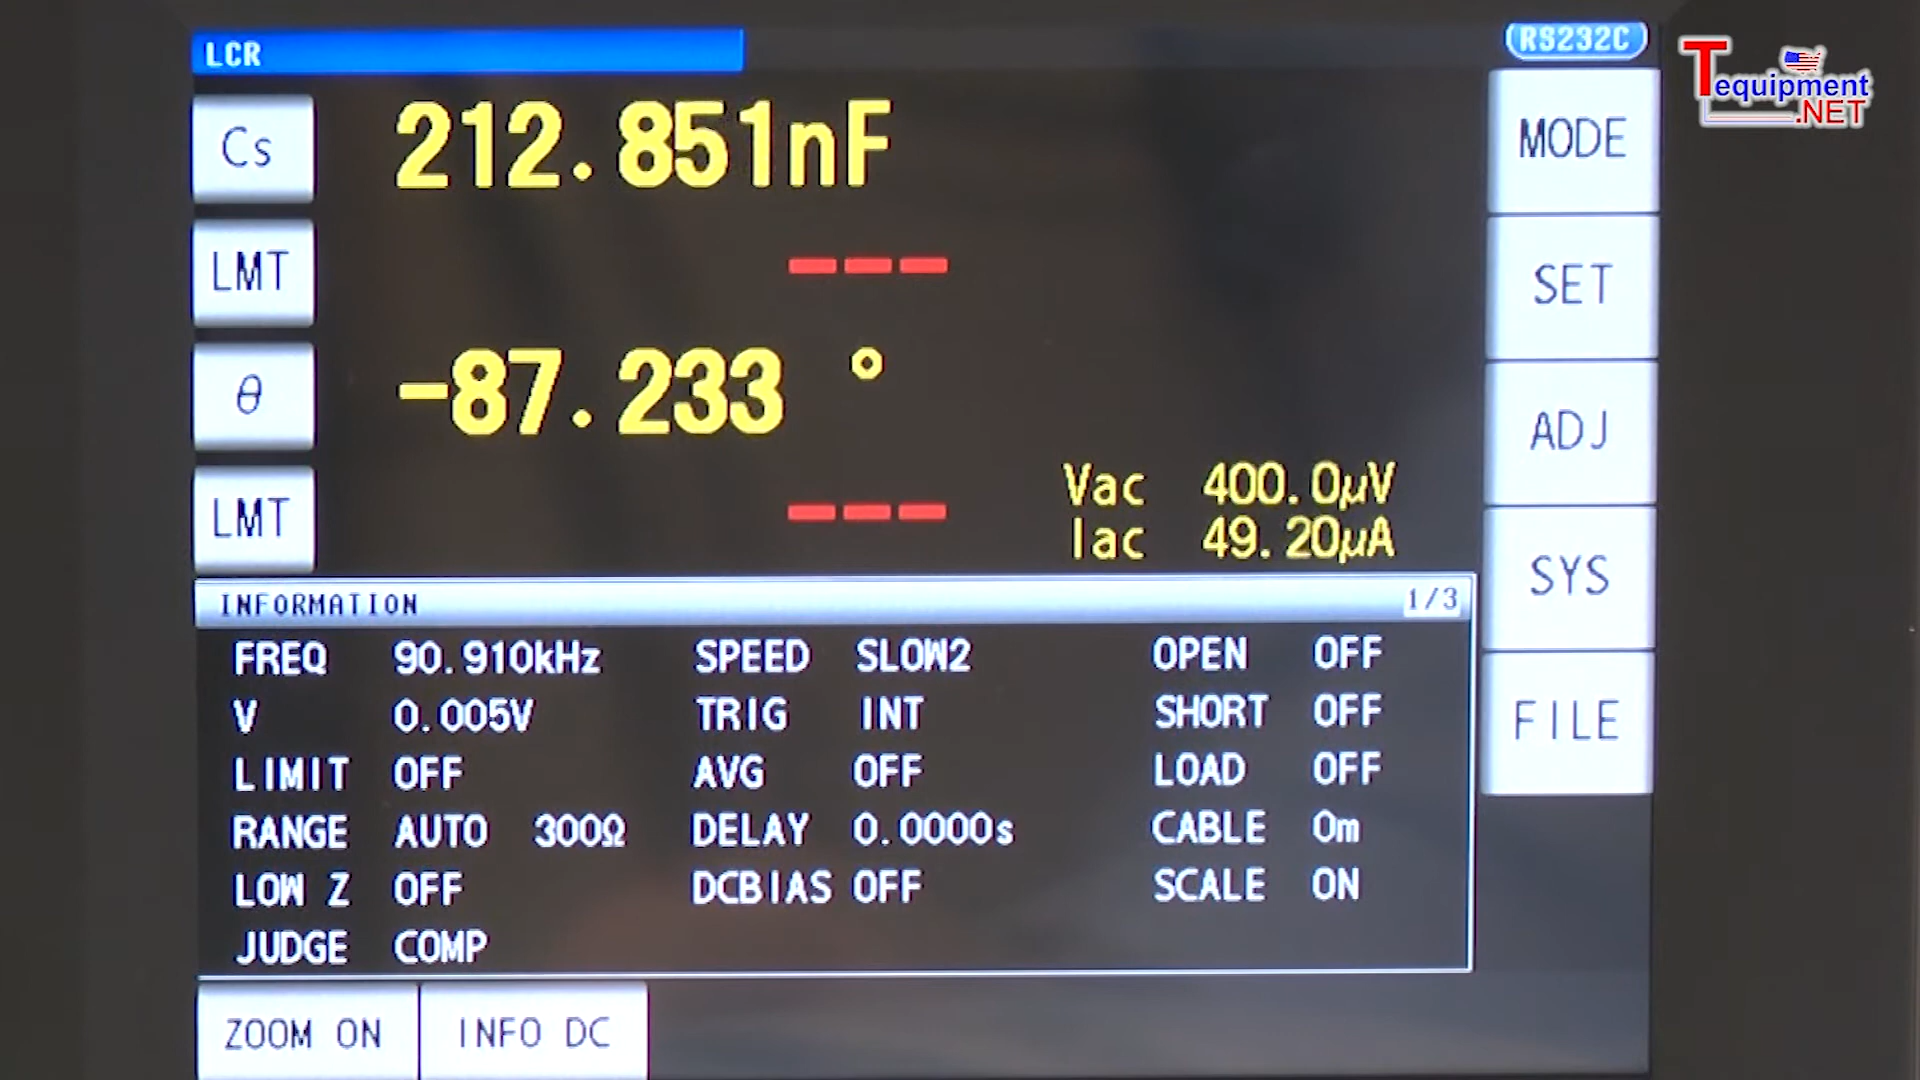 LCR
RS232C
Tequipment
.NET
Cs 212.851nF
LMT ---
θ -87.233 °
LMT ---
Vac 400.0µV
Iac 49.20µA
MODE
SET
ADJ
SYS
FILE
INFORMATION 1/3
FREQ 90.910kHz SPEED SLOW2 OPEN OFF
V 0.005V TRIG INT SHORT OFF
LIMIT OFF AVG OFF LOAD OFF
RANGE AUTO 300Ω DELAY 0.0000s CABLE 0m
LOW Z OFF DCBIAS OFF SCALE ON
JUDGE COMP
ZOOM ON INFO DC